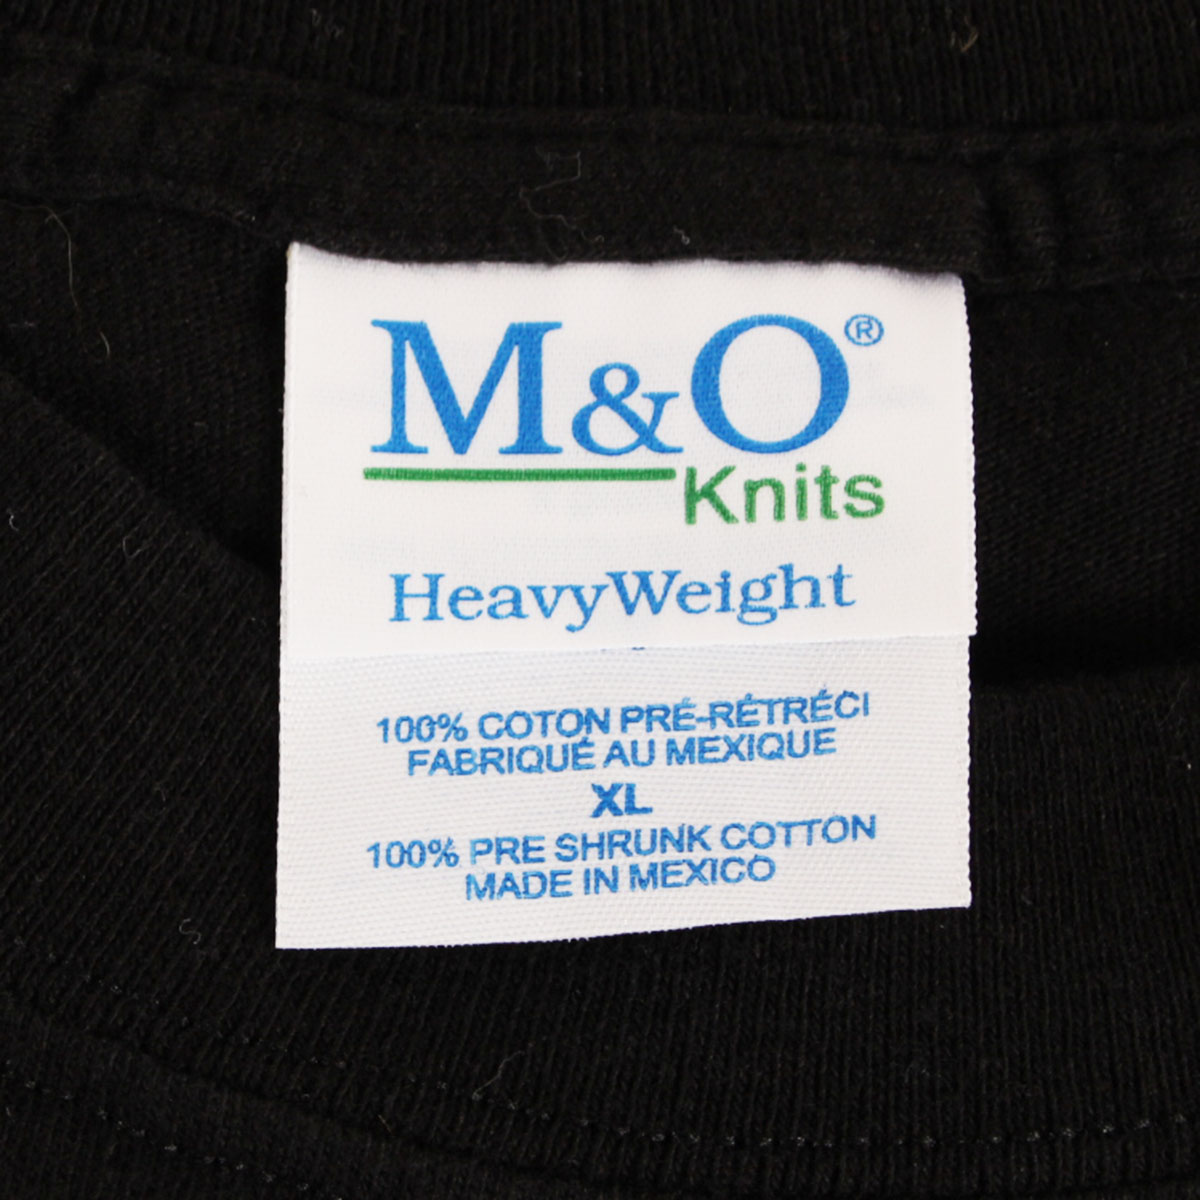 M&O®
Knits
HeavyWeight
100% COTON PRÉ-RÉTRÉCI
FABRIQUÉ AU MEXIQUE
XL
100% PRE SHRUNK COTTON
MADE IN MEXICO